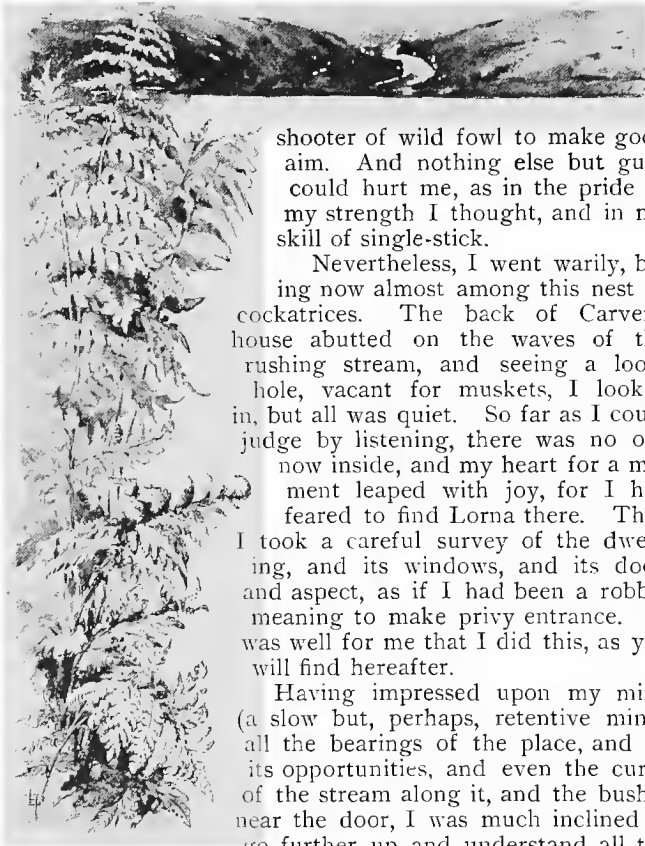 shooter of wild fowl to make goo
aim. And nothing else but gu
could hurt me, as in the pride
my strength I thought, and in m
skill of single-stick.
Nevertheless, I went warily, b
ing now almost among this nest
cockatrices. The back of Carver
house abutted on the waves of th
rushing stream, and seeing a loo
hole, vacant for muskets, I look
in, but all was quiet. So far as I cou
judge by listening, there was no o
now inside, and my heart for a m
ment leaped with joy, for I h
feared to find Lorna there. Th
I took a careful survey of the dwe
ing, and its windows, and its doo
and aspect, as if I had been a robb
meaning to make privy entrance.
was well for me that I did this, as y
will find hereafter.
Having impressed upon my min
(a slow but, perhaps, retentive min
all the bearings of the place, and
its opportunities, and even the cur
of the stream along it, and the bush
near the door, I was much inclined
go further up and understand all t